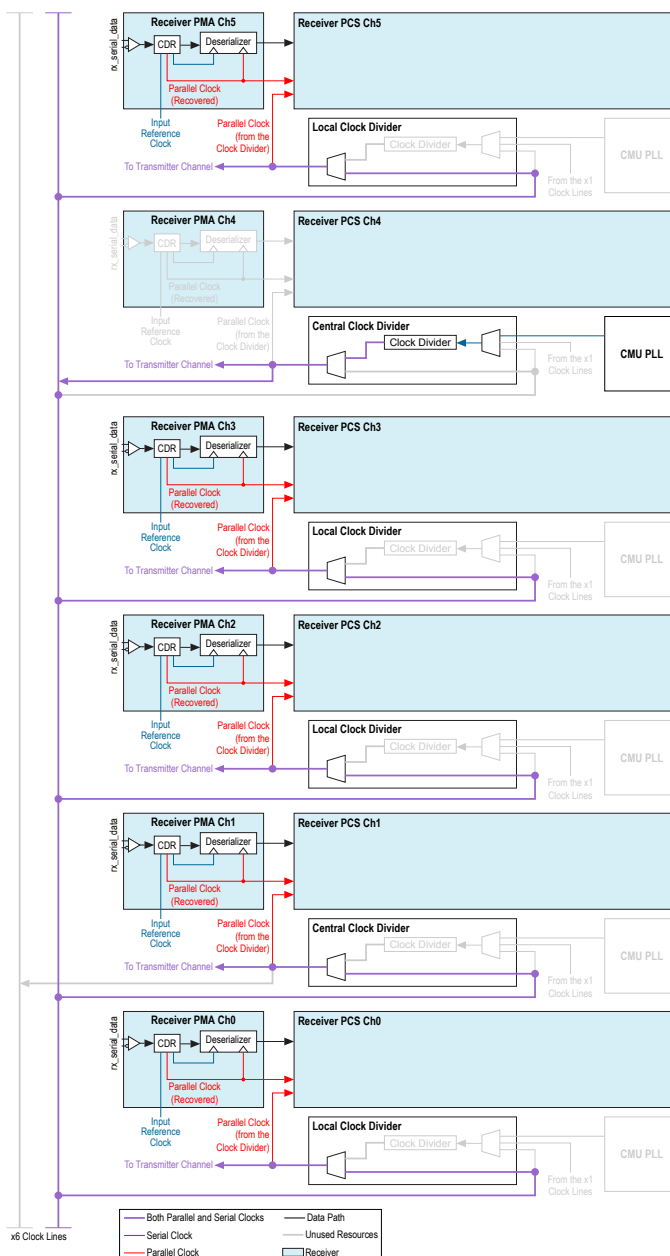 Receiver PMA Ch5
Receiver PCS Ch5
rx_serial_data
CDR
Deserializer
Parallel Clock
(Recovered)
Input
Reference
Clock
Parallel Clock
(from the
Clock Divider)
Local Clock Divider
Clock Divider
CMU PLL
To Transmitter Channel
From the x1
Clock Lines
Receiver PMA Ch4
Receiver PCS Ch4
rx_serial_data
CDR
Deserializer
Parallel Clock
(Recovered)
Input
Reference
Clock
Parallel Clock
(from the
Clock Divider)
Central Clock Divider
Clock Divider
CMU PLL
To Transmitter Channel
From the x1
Clock Lines
Receiver PMA Ch3
Receiver PCS Ch3
rx_serial_data
CDR
Deserializer
Parallel Clock
(Recovered)
Input
Reference
Clock
Parallel Clock
(from the
Clock Divider)
Local Clock Divider
Clock Divider
CMU PLL
To Transmitter Channel
From the x1
Clock Lines
Receiver PMA Ch2
Receiver PCS Ch2
rx_serial_data
CDR
Deserializer
Parallel Clock
(Recovered)
Input
Reference
Clock
Parallel Clock
(from the
Clock Divider)
Local Clock Divider
Clock Divider
CMU PLL
To Transmitter Channel
From the x1
Clock Lines
Receiver PMA Ch1
Receiver PCS Ch1
rx_serial_data
CDR
Deserializer
Parallel Clock
(Recovered)
Input
Reference
Clock
Parallel Clock
(from the
Clock Divider)
Central Clock Divider
Clock Divider
CMU PLL
To Transmitter Channel
From the x1
Clock Lines
Receiver PMA Ch0
Receiver PCS Ch0
rx_serial_data
CDR
Deserializer
Parallel Clock
(Recovered)
Input
Reference
Clock
Parallel Clock
(from the
Clock Divider)
Local Clock Divider
Clock Divider
CMU PLL
To Transmitter Channel
From the x1
Clock Lines
x6 Clock Lines
Both Parallel and Serial Clocks
Data Path
Serial Clock
Unused Resources
Parallel Clock
Receiver